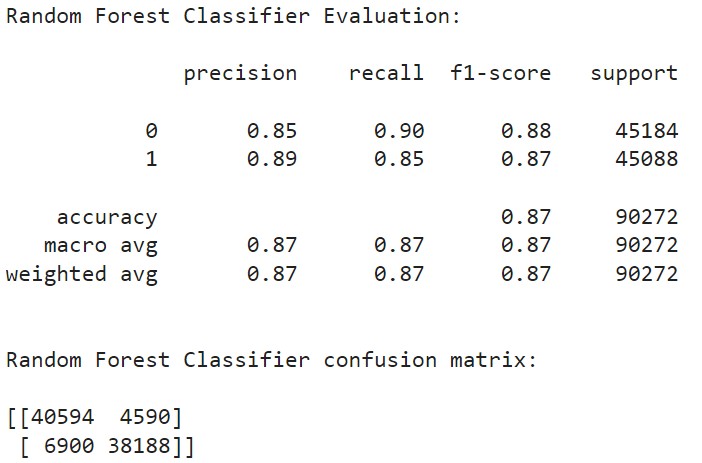 Random Forest Classifier Evaluation:
precision recall f1-score support
0 0.85 0.90 0.88 45184
1 0.89 0.85 0.87 45088
accuracy 0.87 90272
macro avg 0.87 0.87 0.87 90272
weighted avg 0.87 0.87 0.87 90272
Random Forest Classifier confusion matrix:
[[40594 4590]
[ 6900 38188]]